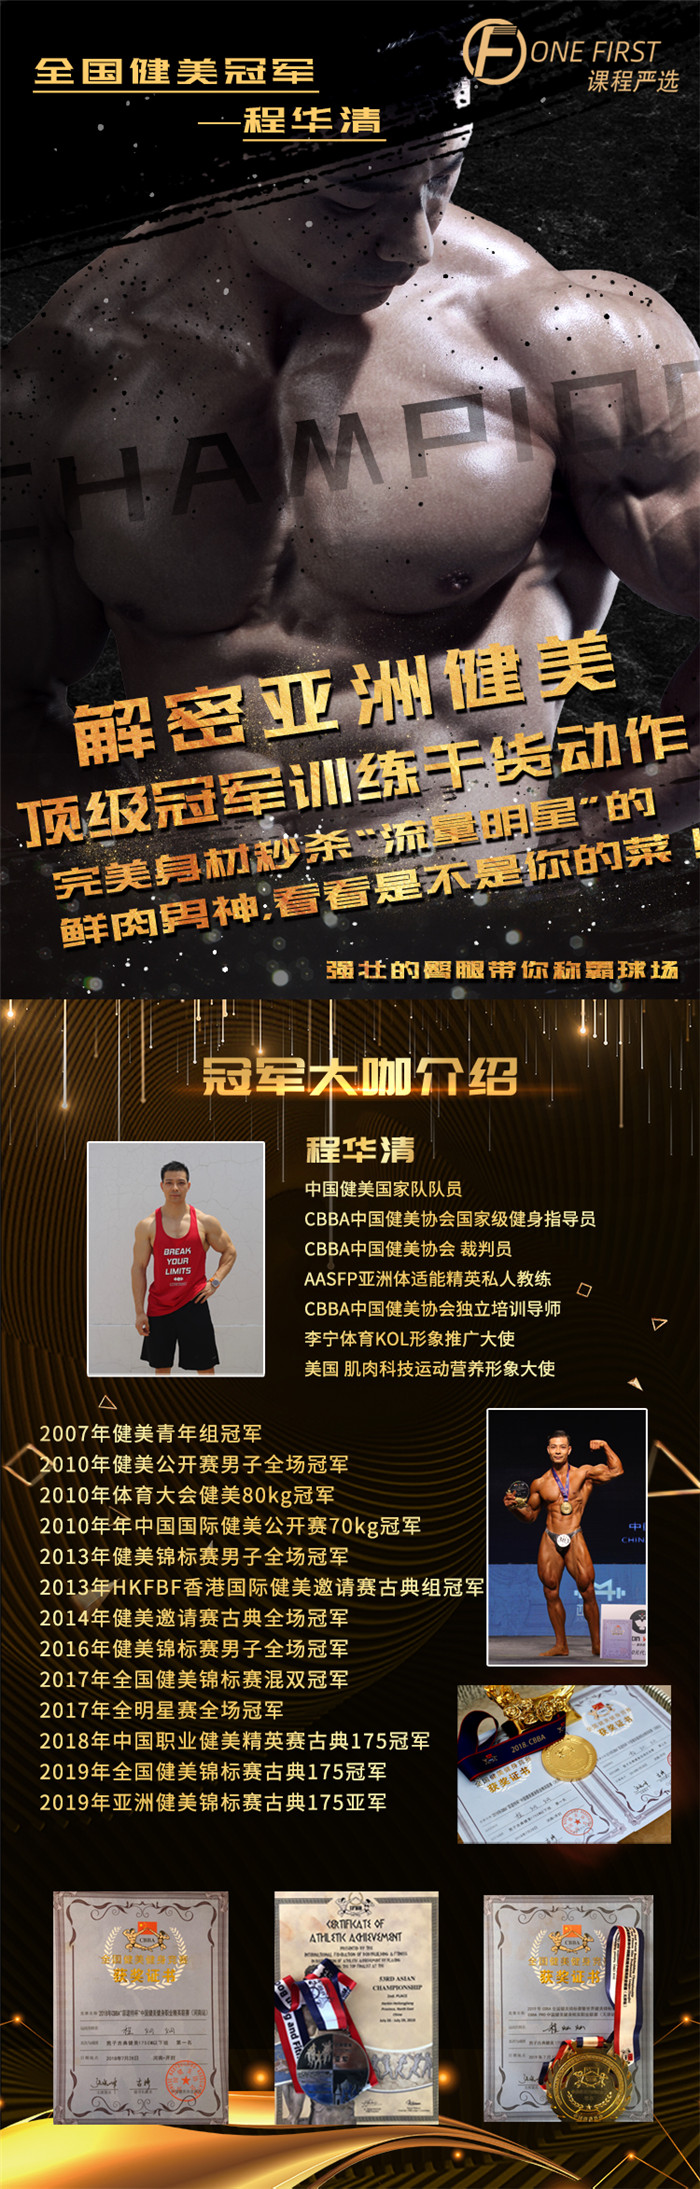 全国健美冠军
—程华清
ONE FIRST
课程严选
CHAMPION
解密亚洲健美
顶级冠军训练干货动作
完美身材秒杀“流量明星”的
鲜肉男神,看看是不是你的菜!
强壮的臀腿带你称霸球场
冠军大咖介绍
程华清
中国健美国家队队员
CBBA中国健美协会国家级健身指导员
CBBA中国健美协会 裁判员
AASFP亚洲体适能精英私人教练
CBBA中国健美协会独立培训导师
李宁体育KOL形象推广大使
美国 肌肉科技运动营养形象大使
BREAK
YOUR
LIMITS
2007年健美青年组冠军
2010年健美公开赛男子全场冠军
2010年体育大会健美80kg冠军
2010年年中国国际健美公开赛70kg冠军
2013年健美锦标赛男子全场冠军
2013年HKFBF香港国际健美邀请赛古典组冠军
2014年健美邀请赛古典全场冠军
2016年健美锦标赛男子全场冠军
2017年全国健美锦标赛混双冠军
2017年全明星赛全场冠军
2018年中国职业健美精英赛古典175冠军
2019年全国健美锦标赛古典175冠军
2019年亚洲健美锦标赛古典175亚军
2018.CBBA
获奖证书
CBBA
获奖证书
CERTIFICATE OF
ATHLETIC ACHIEVEMENT
53RD ASIAN
CHAMPIONSHIP
CBBA
获奖证书